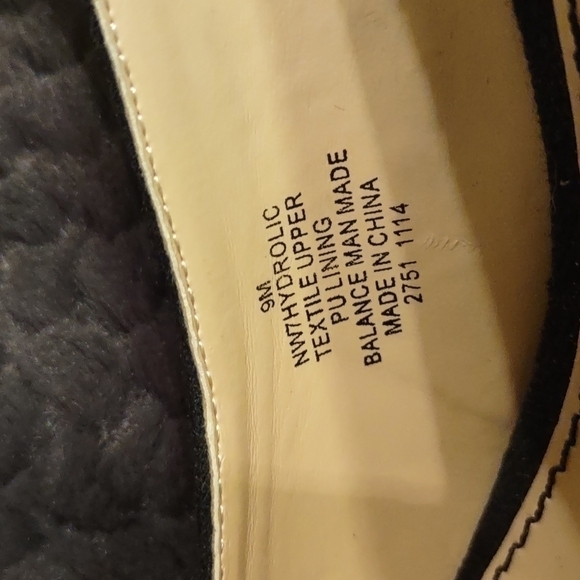 9M
NW7HYDROLIC
TEXTILE UPPER
PU LINING
BALANCE MAN MADE
MADE IN CHINA
2751 1114